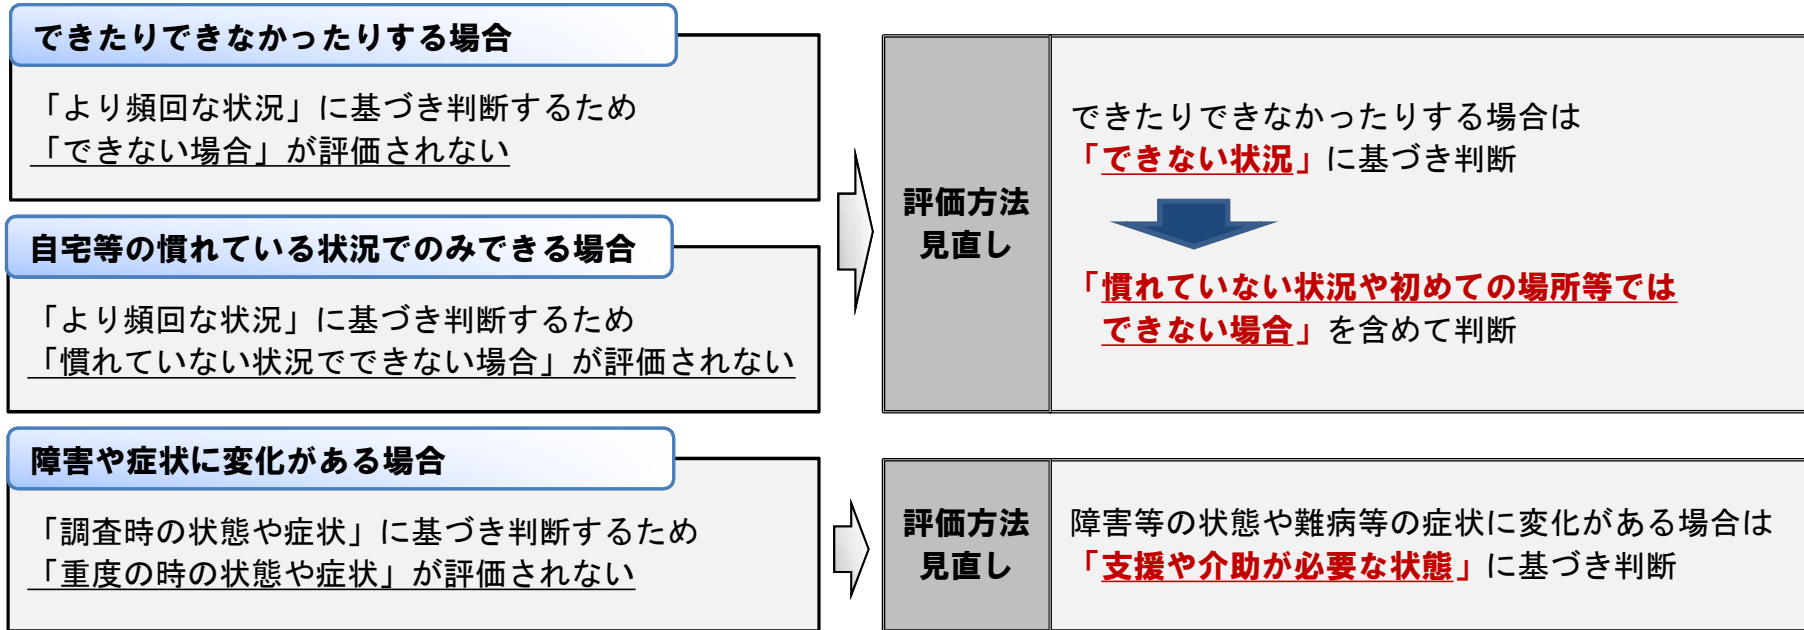 できたりできなかったりする場合
「より頻回な状況」に基づき判断するため
「できない場合」が評価されない
自宅等の慣れている状況でのみできる場合
「より頻回な状況」に基づき判断するため
「慣れていない状況でできない場合」が評価されない
評価方法
見直し
できたりできなかったりする場合は
「できない状況」に基づき判断
「慣れていない状況や初めての場所等では
できない場合」を含めて判断
障害や症状に変化がある場合
「調査時の状態や症状」に基づき判断するため
「重度の時の状態や症状」が評価されない
評価方法
見直し
障害等の状態や難病等の症状に変化がある場合は
「支援や介助が必要な状態」に基づき判断